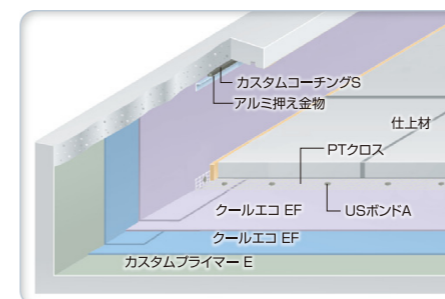 カスタムコーチングS
アルミ押え金物
仕上材
PTクロス
クールエコ EF
USボンドA
クールエコ EF
カスタムプライマー E